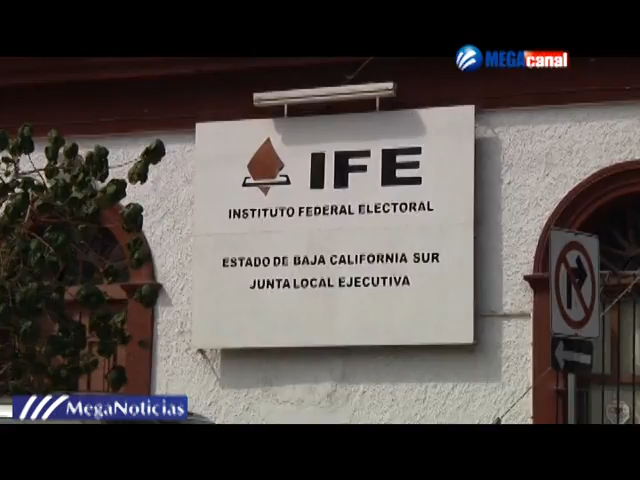 MEGAcanal
IFE
INSTITUTO FEDERAL ELECTORAL
ESTADO DE BAJA CALIFORNIA SUR
JUNTA LOCAL EJECUTIVA
MegaNoticias